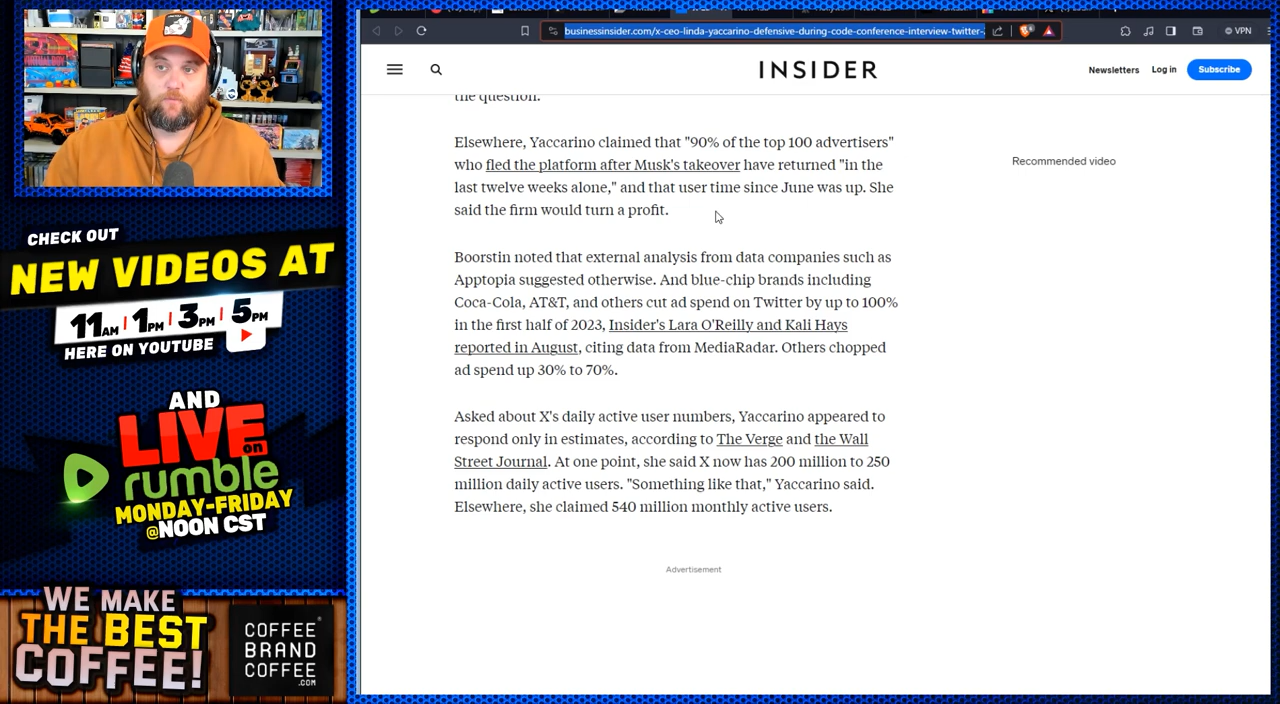 businessinsider.com/x-ceo-linda-yaccarino-defensive-during-code-conference-interview-twitter-
VPN
INSIDER
Newsletters
Log in
Subscribe
the question.
Elsewhere, Yaccarino claimed that "90% of the top 100 advertisers"
who fled the platform after Musk's takeover have returned "in the
last twelve weeks alone," and that user time since June was up. She
said the firm would turn a profit.
Boorstin noted that external analysis from data companies such as
Apptopia suggested otherwise. And blue-chip brands including
Coca-Cola, AT&T, and others cut ad spend on Twitter by up to 100%
in the first half of 2023, Insider's Lara O'Reilly and Kali Hays
reported in August, citing data from MediaRadar. Others chopped
ad spend up 30% to 70%.
Asked about X's daily active user numbers, Yaccarino appeared to
respond only in estimates, according to The Verge and the Wall
Street Journal. At one point, she said X now has 200 million to 250
million daily active users. "Something like that," Yaccarino said.
Elsewhere, she claimed 540 million monthly active users.
Advertisement
Recommended video
CHECK OUT
NEW VIDEOS AT
11AM | 1PM | 3PM | 5PM
HERE ON YOUTUBE
AND
LIVE on
rumble
MONDAY-FRIDAY
@NOON CST
WE MAKE
THE BEST
COFFEE!
COFFEE
BRAND
COFFEE
.COM